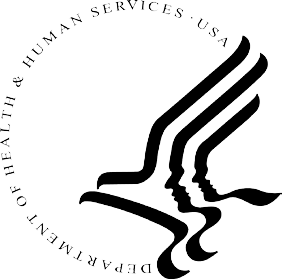 DEPARTMENT OF HEALTH & HUMAN SERVICES · USA